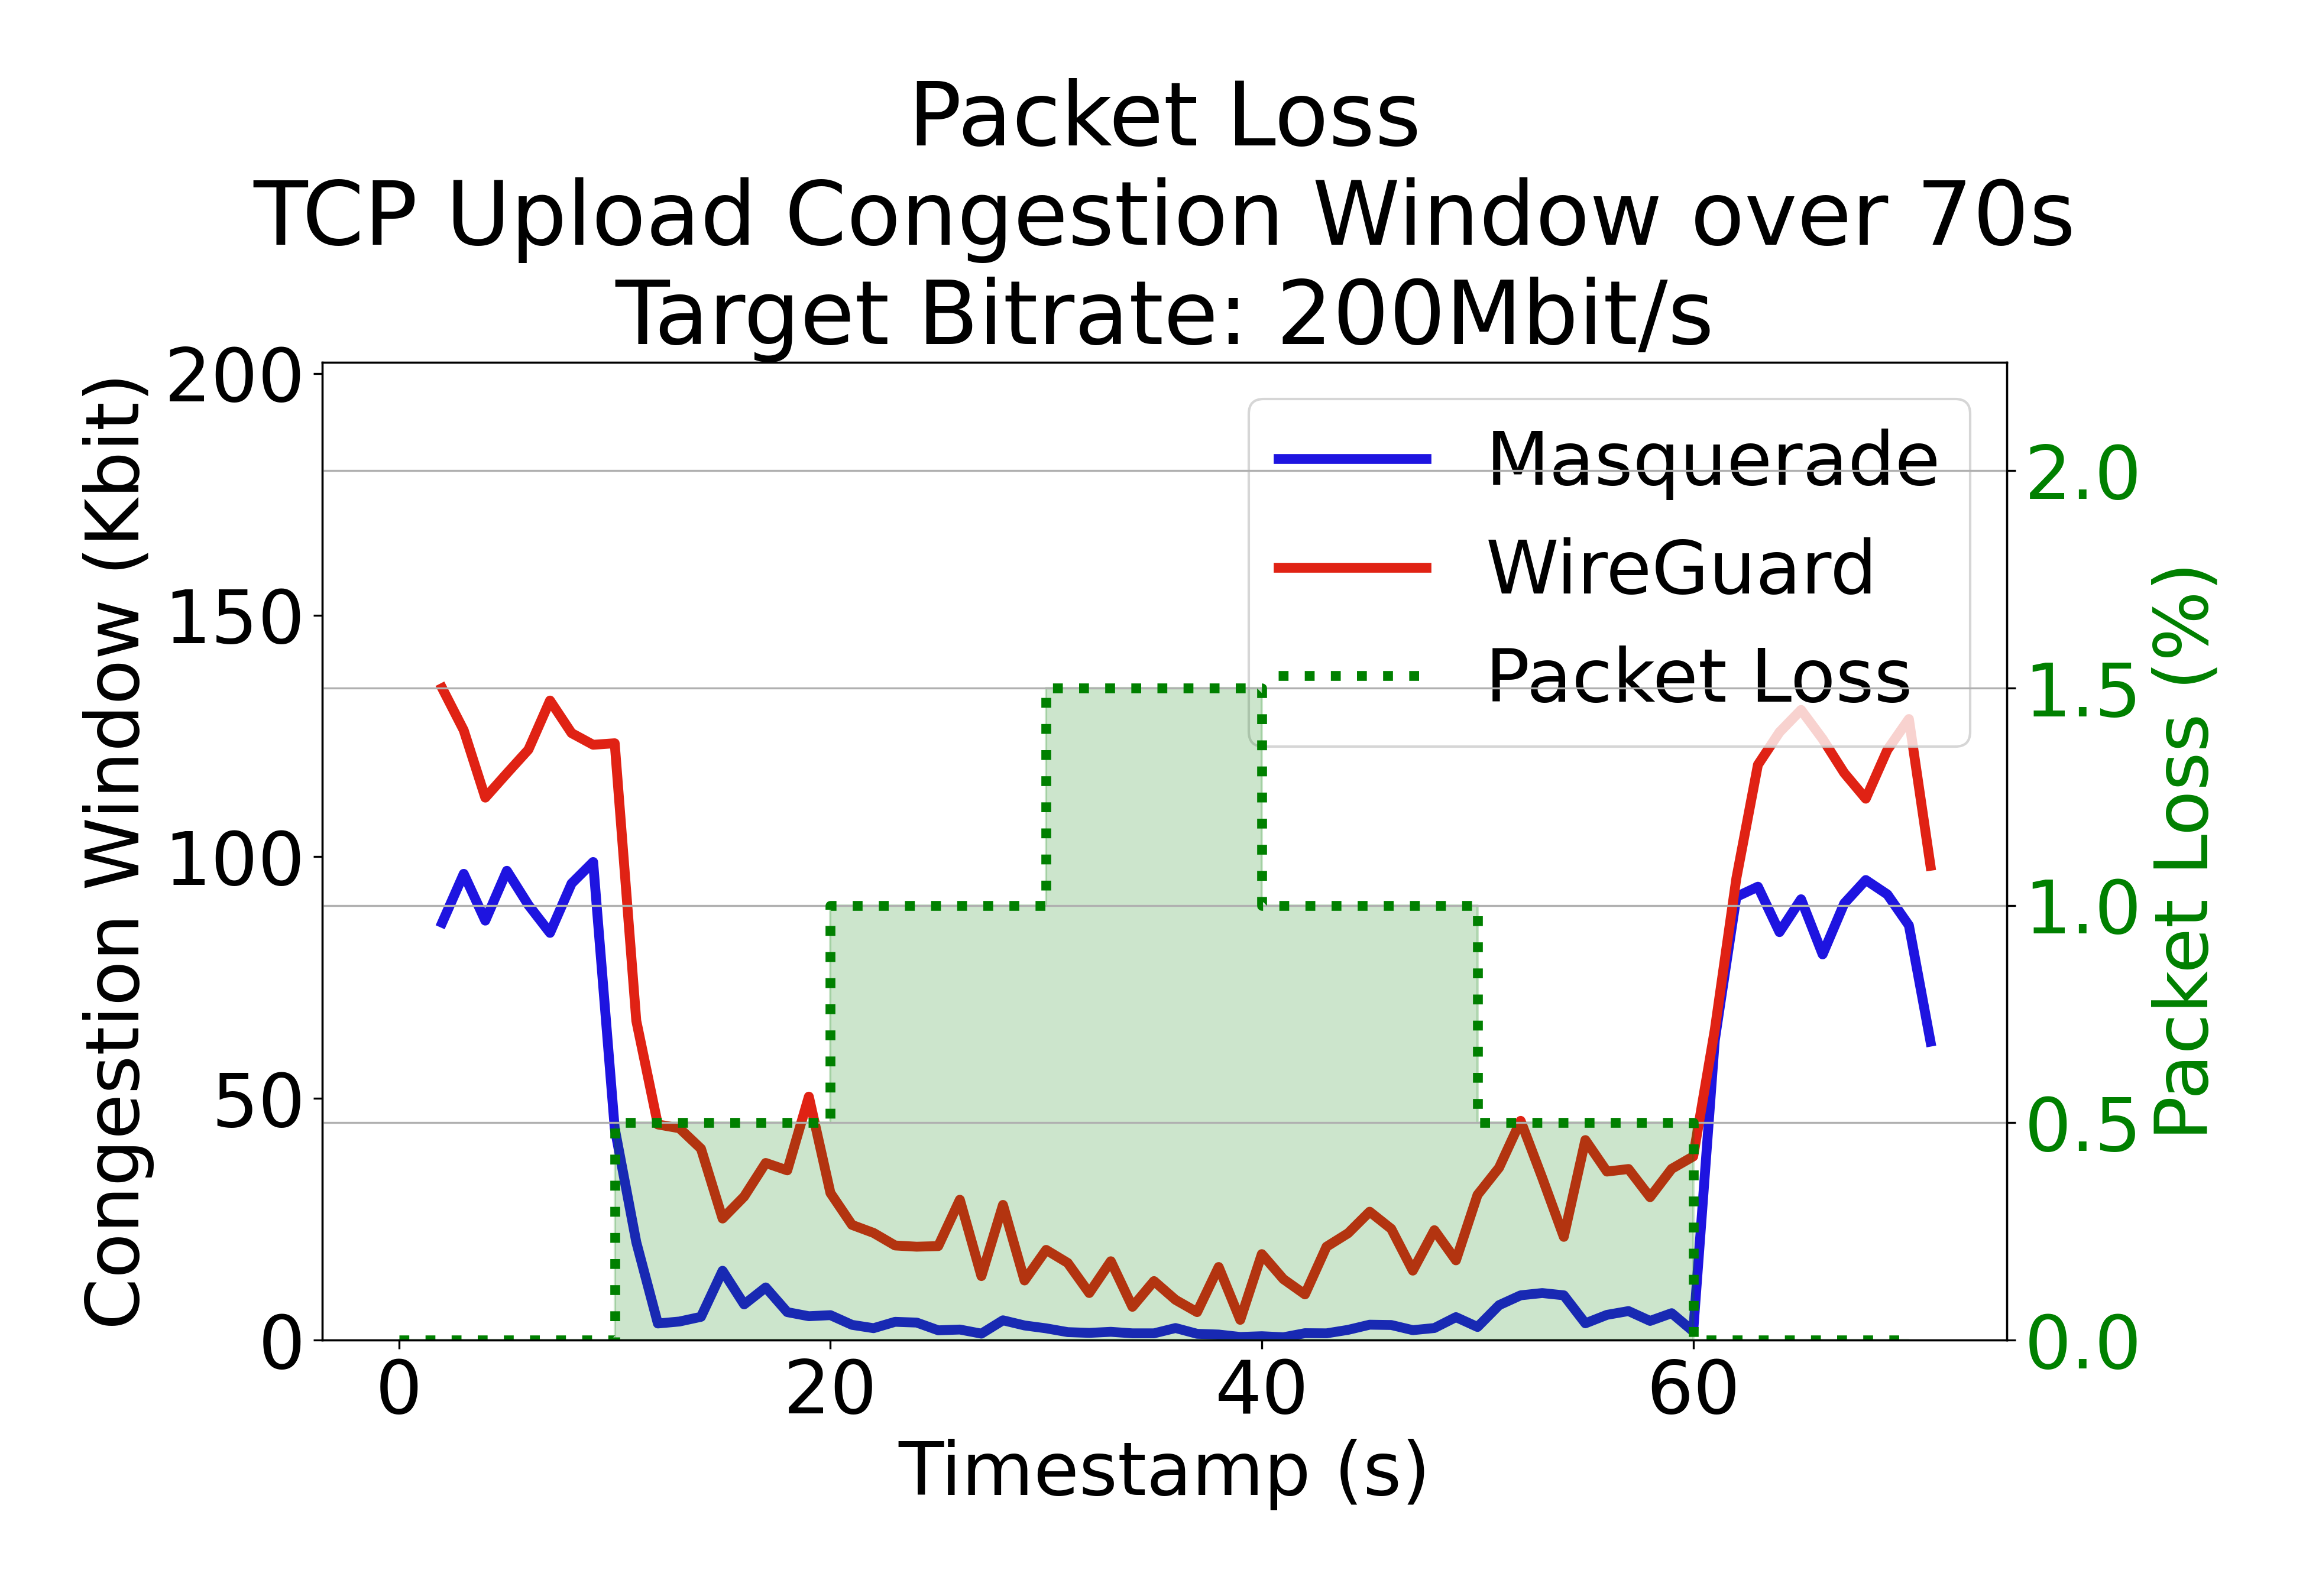 Packet Loss
TCP Upload Congestion Window over 70s
Target Bitrate: 200Mbit/s
Congestion Window (Kbit)
200
150
100
50
0
Masquerade
WireGuard
Packet Loss
2.0
1.5
1.0
0.5
0.0
Packet Loss (%)
0
20
40
60
Timestamp (s)